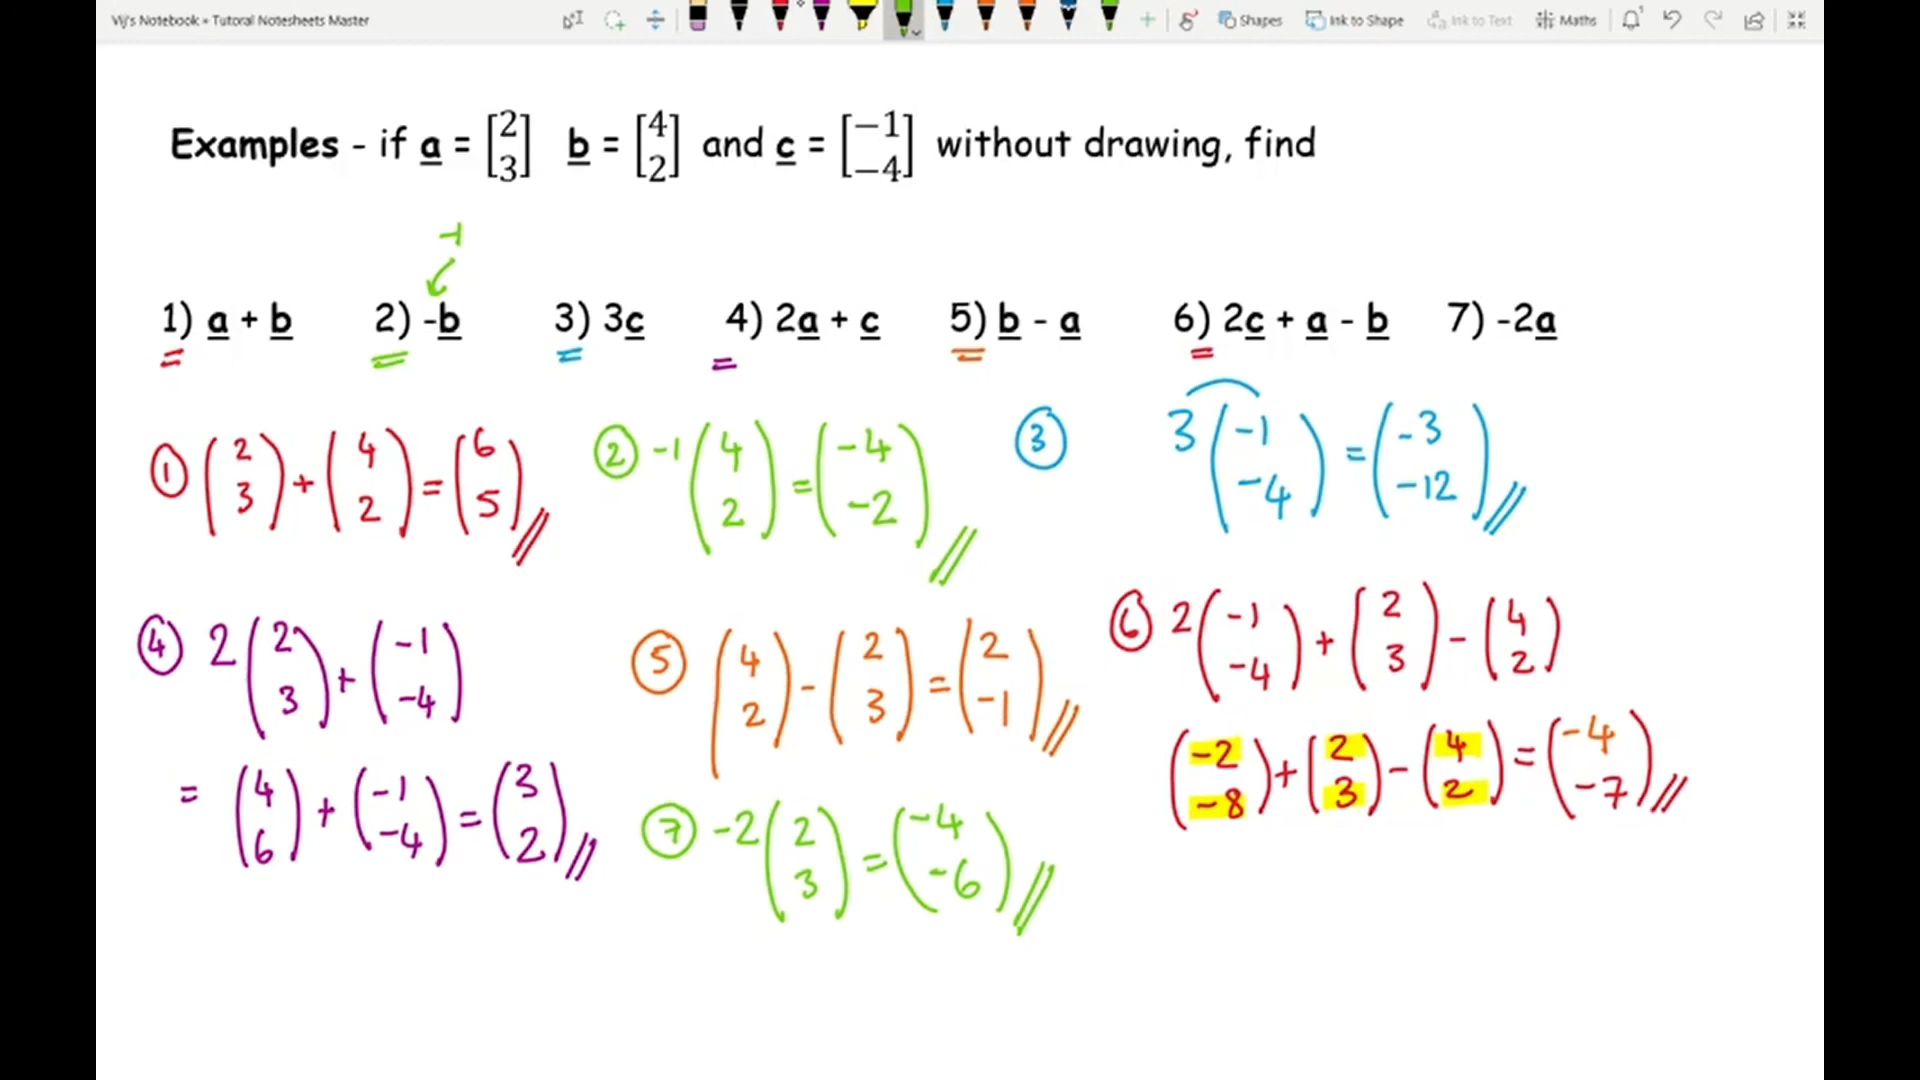 Vij's Notebook » Tutoral Notesheets Master
Shapes Ink to Shape Ink to Text Maths
Examples - if a = [2 3] b = [4 2] and c = [−1 −4] without drawing, find
-1
1) a + b 2) -b 3) 3c 4) 2a + c 5) b - a 6) 2c + a - b 7) -2a
① (2 3) + (4 2) = (6 5)
② -1 (4 2) = (-4 -2)
③ 3 (-1 -4) = (-3 -12)
④ 2 (2 3) + (-1 -4)
= (4 6) + (-1 -4) = (3 2)
⑤ (4 2) - (2 3) = (2 -1)
⑥ 2 (-1 -4) + (2 3) - (4 2)
(-2 -8) + (2 3) - (4 2) = (-4 -7)
⑦ -2 (2 3) = (-4 -6)